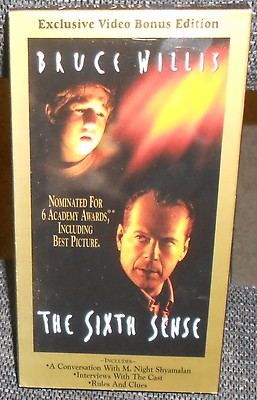 Exclusive Video Bonus Edition
BRUCE WILLIS
NOMINATED FOR
6 ACADEMY AWARDS,
INCLUDING
BEST PICTURE.
THE SIXTH SENSE
~INCLUDES~
•A Conversation With M. Night Shyamalan
•Interviews With The Cast
•Rules And Clues